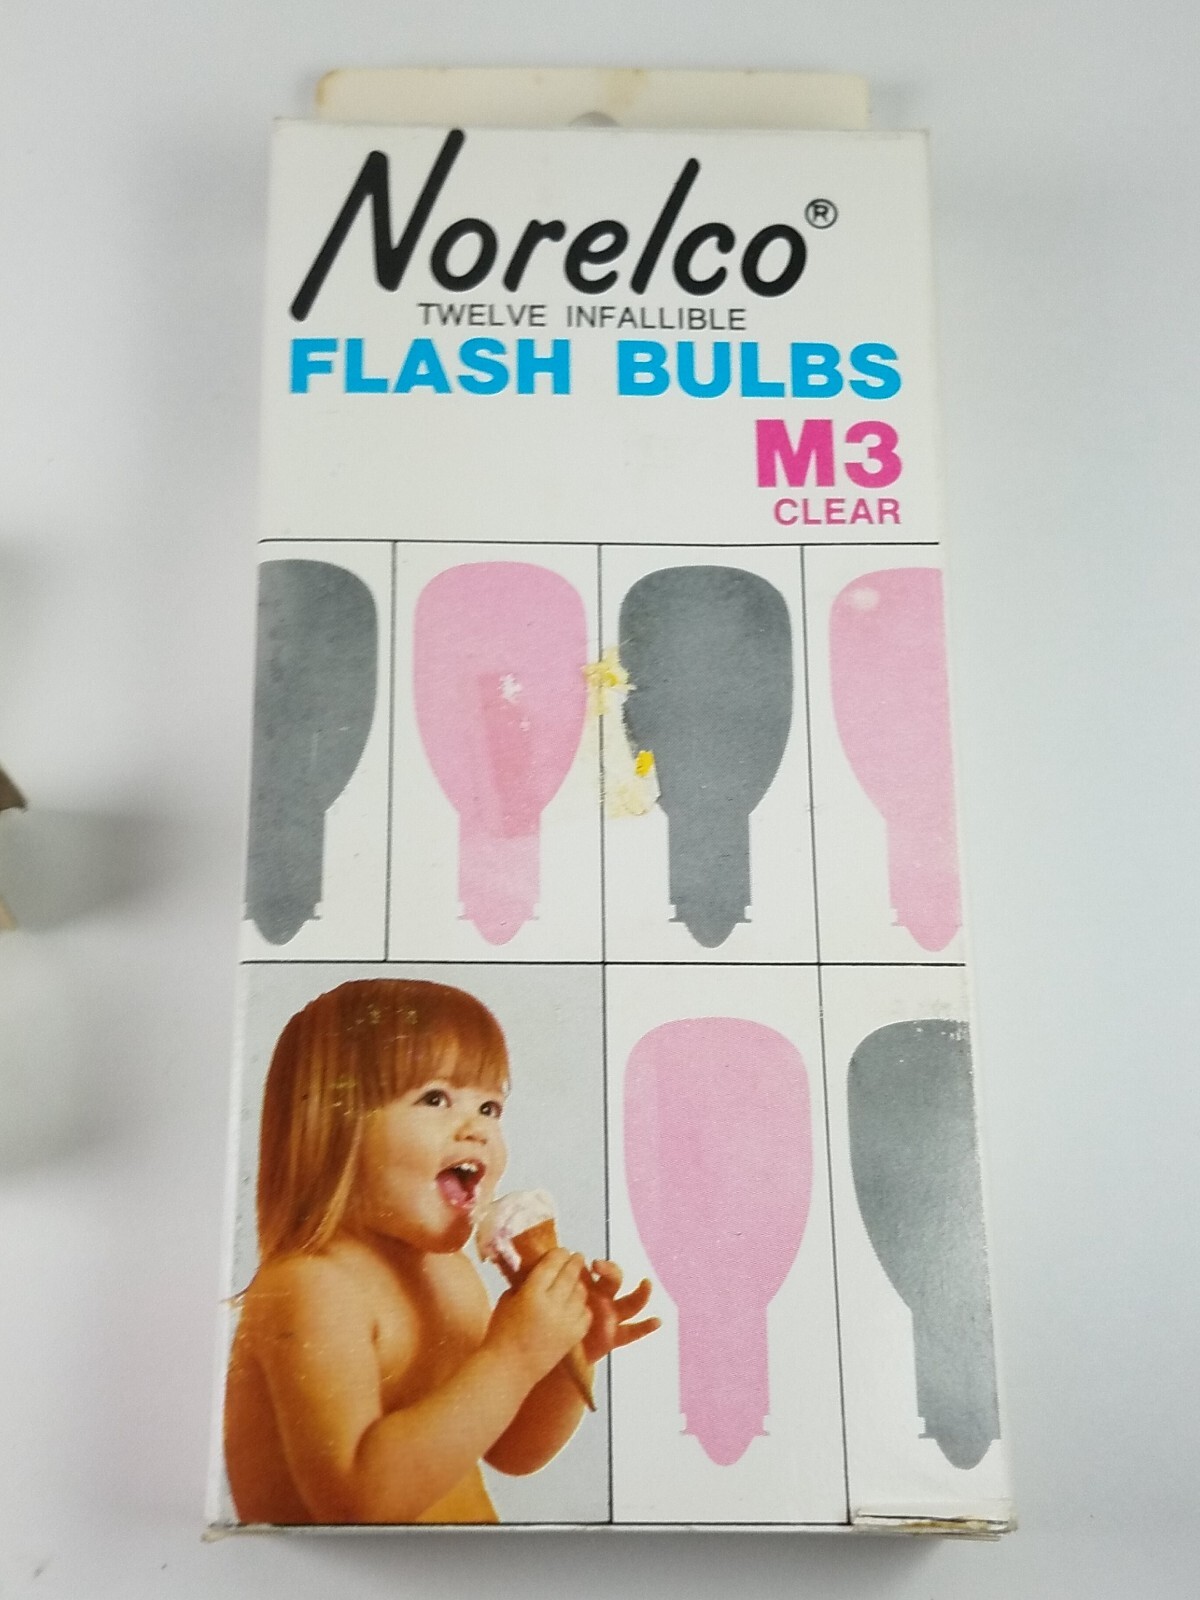 Norelco®
TWELVE INFALLIBLE
FLASH BULBS
M3
CLEAR